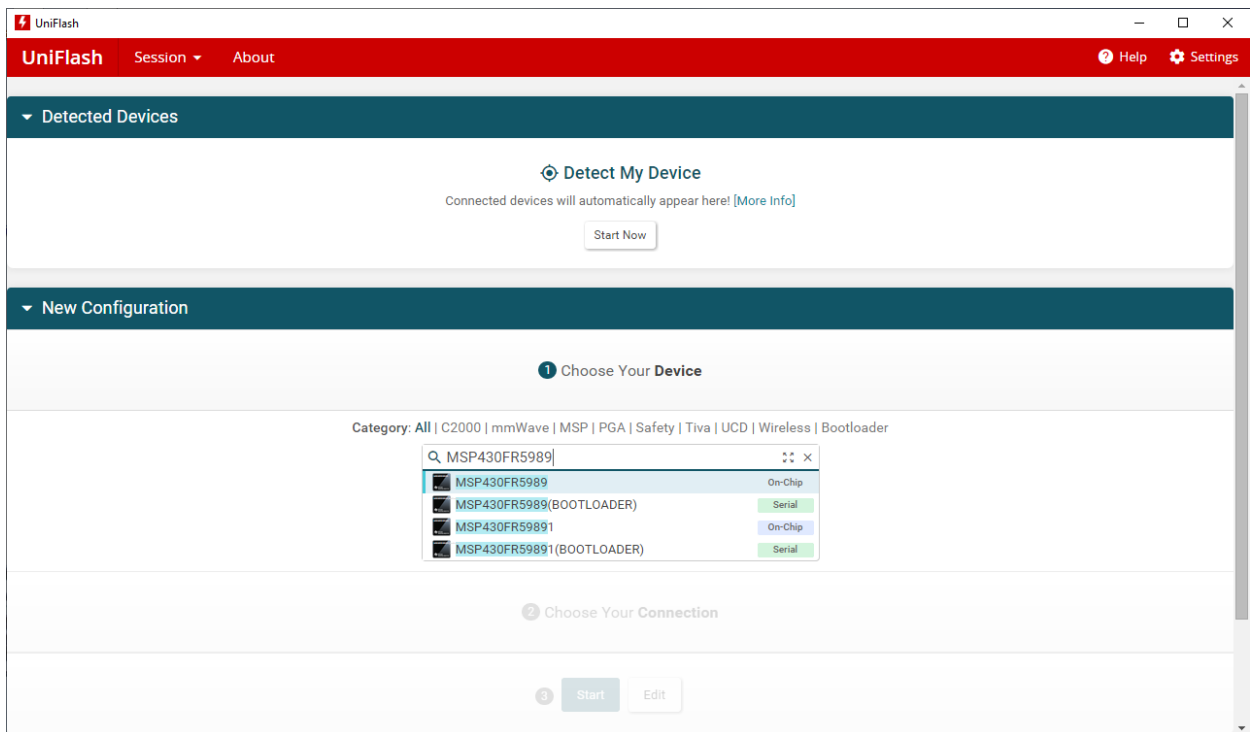 UniFlash
UniFlash Session About Help Settings
Detected Devices
Detect My Device
Connected devices will automatically appear here! [More Info]
Start Now
New Configuration
1 Choose Your Device
Category: All | C2000 | mmWave | MSP | PGA | Safety | Tiva | UCD | Wireless | Bootloader
MSP430FR5989
MSP430FR5989 On-Chip
MSP430FR5989(BOOTLOADER) Serial
MSP430FR59891 On-Chip
MSP430FR59891(BOOTLOADER) Serial
2 Choose Your Connection
3 Start Edit